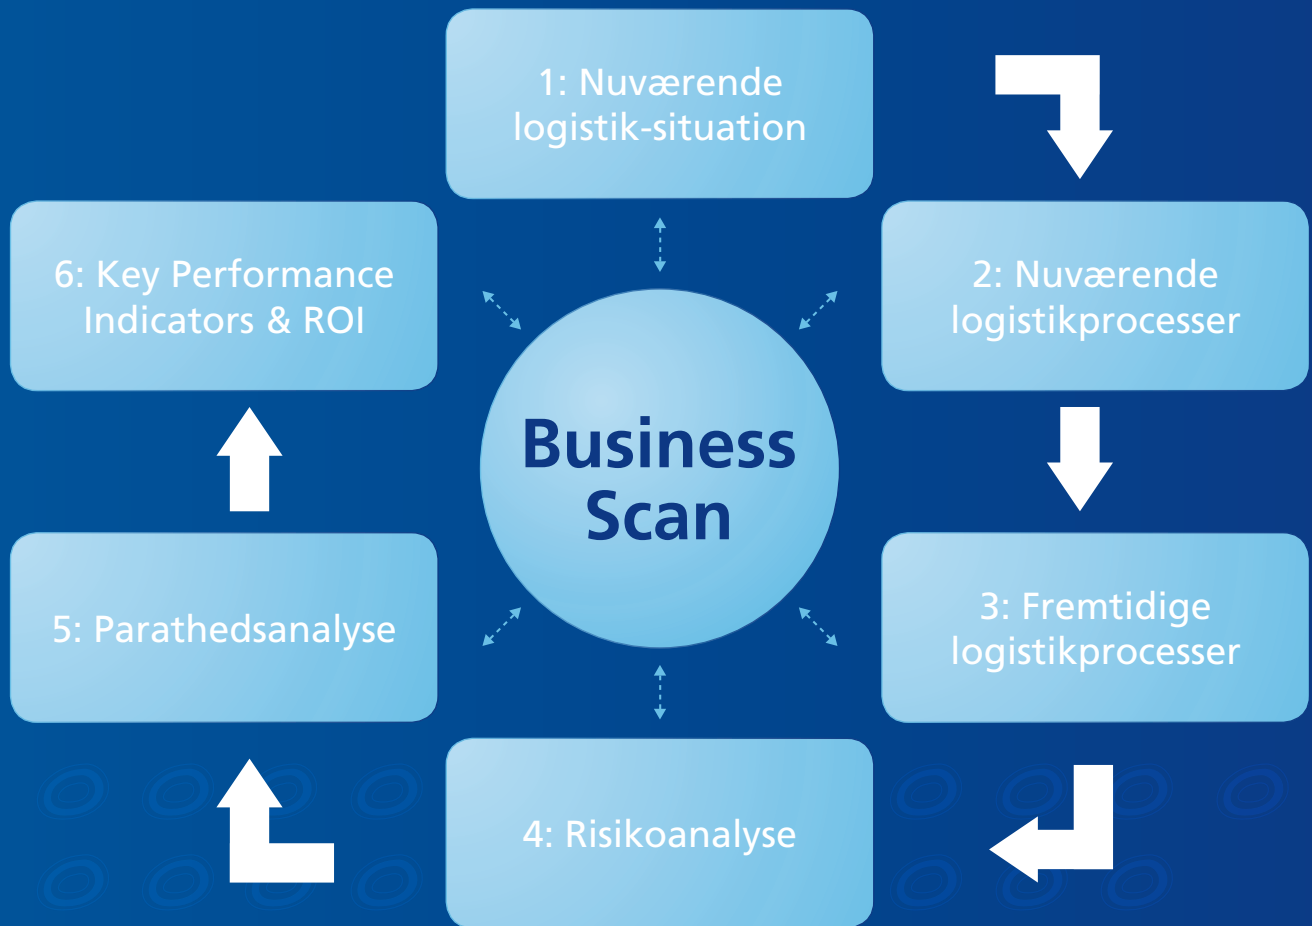 1: Nuværende
logistik-situation
2: Nuværende
logistikprocesser
3: Fremtidige
logistikprocesser
4: Risikoanalyse
5: Parathedsanalyse
6: Key Performance
Indicators & ROI
Business
Scan